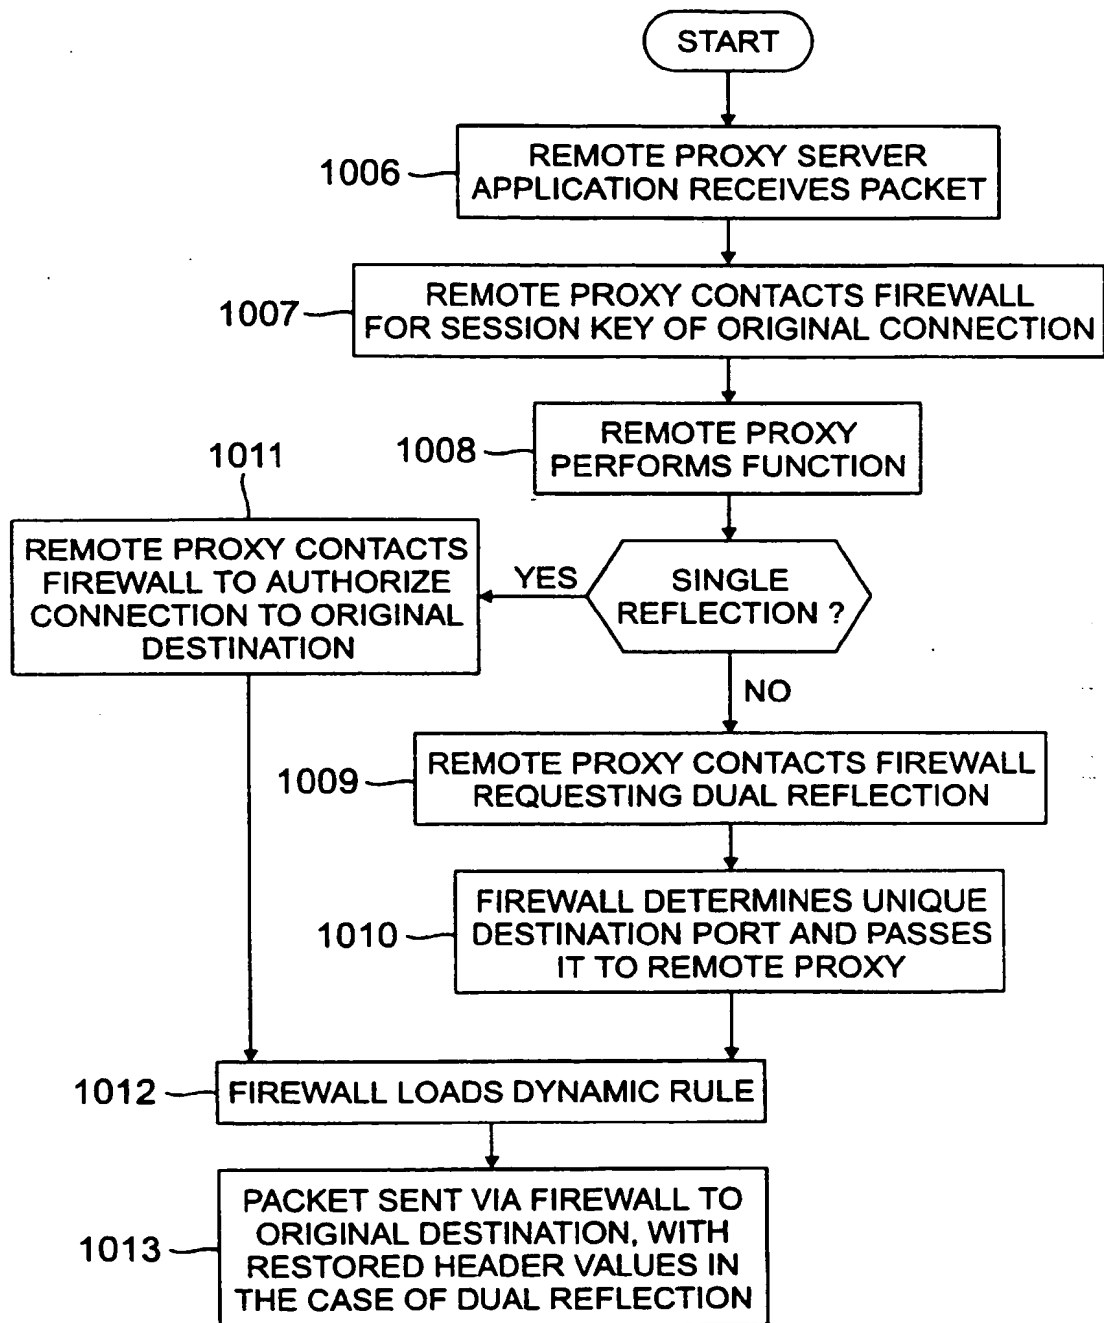 START
1006
REMOTE PROXY SERVER
APPLICATION RECEIVES PACKET
1007
REMOTE PROXY CONTACTS FIREWALL
FOR SESSION KEY OF ORIGINAL CONNECTION
1008
REMOTE PROXY
PERFORMS FUNCTION
1011
REMOTE PROXY CONTACTS
FIREWALL TO AUTHORIZE
CONNECTION TO ORIGINAL
DESTINATION
YES
SINGLE
REFLECTION ?
NO
1009
REMOTE PROXY CONTACTS FIREWALL
REQUESTING DUAL REFLECTION
1010
FIREWALL DETERMINES UNIQUE
DESTINATION PORT AND PASSES
IT TO REMOTE PROXY
1012
FIREWALL LOADS DYNAMIC RULE
1013
PACKET SENT VIA FIREWALL TO
ORIGINAL DESTINATION, WITH
RESTORED HEADER VALUES IN
THE CASE OF DUAL REFLECTION